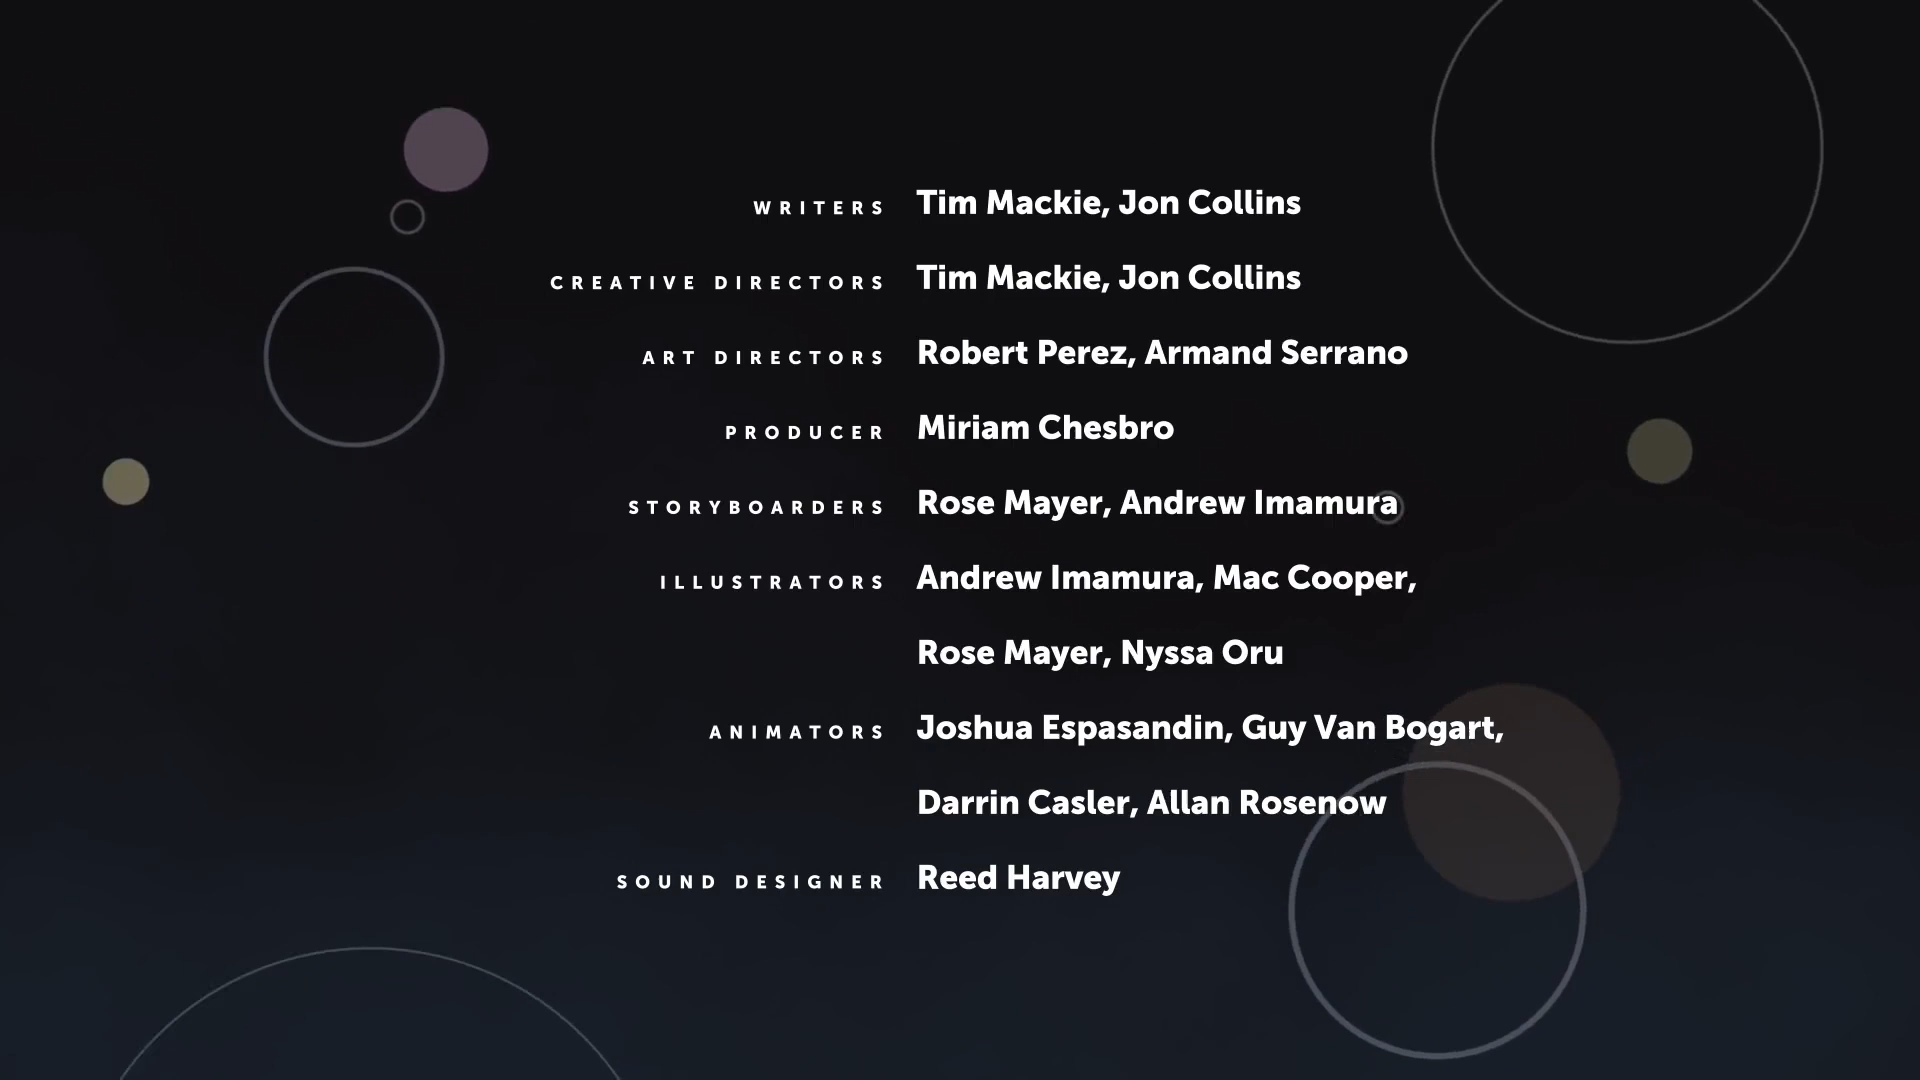 WRITERS Tim Mackie, Jon Collins
CREATIVE DIRECTORS Tim Mackie, Jon Collins
ART DIRECTORS Robert Perez, Armand Serrano
PRODUCER Miriam Chesbro
STORYBOARDERS Rose Mayer, Andrew Imamura
ILLUSTRATORS Andrew Imamura, Mac Cooper,
Rose Mayer, Nyssa Oru
ANIMATORS Joshua Espasandin, Guy Van Bogart,
Darrin Casler, Allan Rosenow
SOUND DESIGNER Reed Harvey